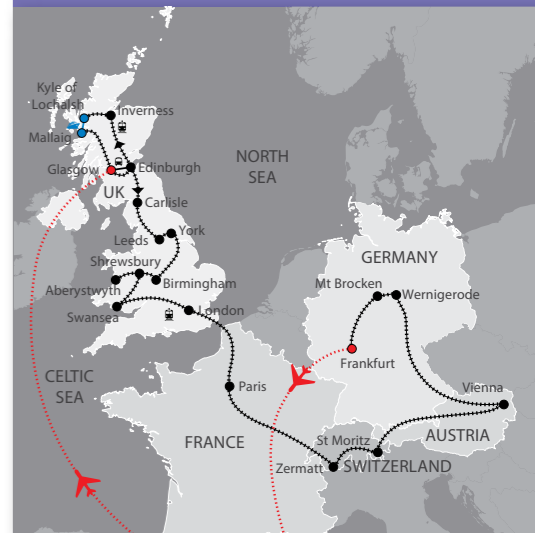 Kyle of
Lochalsh
Inverness
Mallaig
Glasgow
Edinburgh
UK
NORTH
SEA
Carlisle
York
Leeds
Shrewsbury
Aberystwyth
Birmingham
Swansea
London
GERMANY
Mt Brocken
Wernigerode
Frankfurt
CELTIC
SEA
Paris
Vienna
FRANCE
St Moritz
AUSTRIA
Zermatt
SWITZERLAND